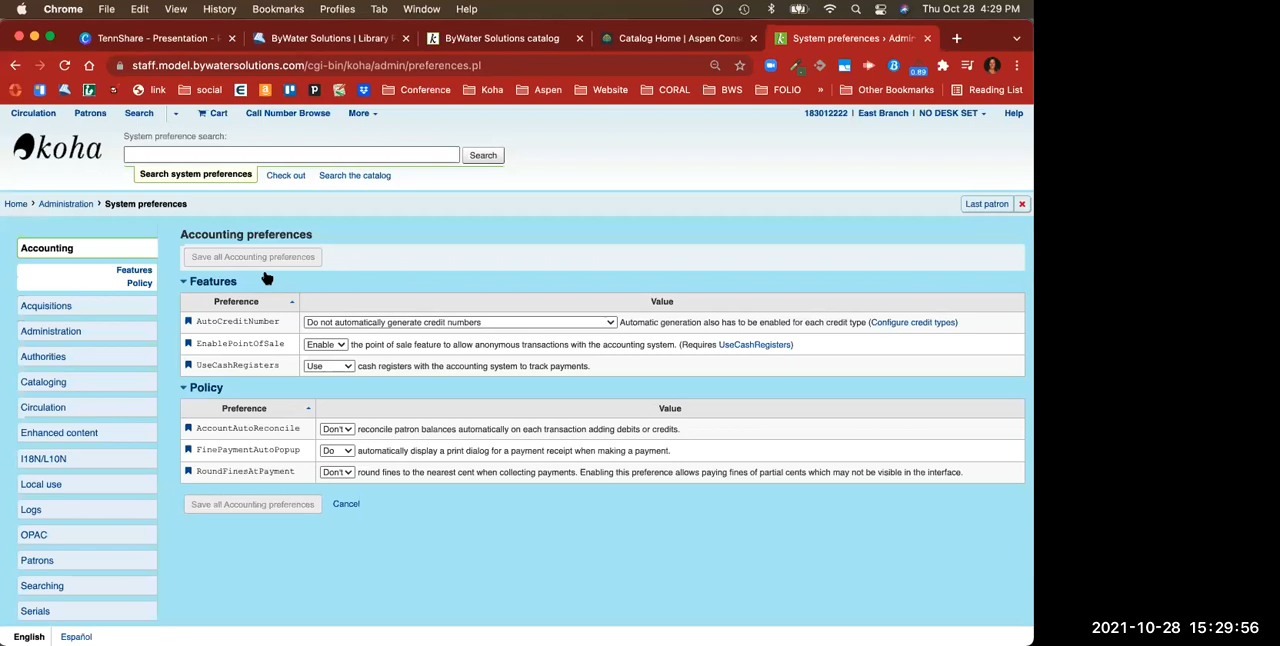 Chrome File Edit View History Bookmarks Profiles Tab Window Help Thu Oct 28 4:29 PM
TennShare - Presentation - ByWater Solutions | Library ByWater Solutions catalog Catalog Home | Aspen Cons System preferences › Admin
staff.model.bywatersolutions.com/cgi-bin/koha/admin/preferences.pl
link social Conference Koha Aspen Website CORAL BWS FOLIO » Other Bookmarks Reading List
Circulation Patrons Search Cart Call Number Browse More 183012222 | East Branch | NO DESK SET Help
koha
System preference search:
Search
Search system preferences Check out Search the catalog
Home › Administration › System preferences Last patron
Accounting
Features
Policy
Acquisitions
Administration
Authorities
Cataloging
Circulation
Enhanced content
I18N/L10N
Local use
Logs
OPAC
Patrons
Searching
Serials
Accounting preferences
Save all Accounting preferences
Features
Preference Value
AutoCreditNumber Do not automatically generate credit numbers Automatic generation also has to be enabled for each credit type (Configure credit types)
EnablePointOfSale Enable the point of sale feature to allow anonymous transactions with the accounting system. (Requires UseCashRegisters)
UseCashRegisters Use cash registers with the accounting system to track payments.
Policy
Preference Value
AccountAutoReconcile Don't reconcile patron balances automatically on each transaction adding debits or credits.
FinePaymentAutoPopup Do automatically display a print dialog for a payment receipt when making a payment.
RoundFinesAtPayment Don't round fines to the nearest cent when collecting payments. Enabling this preference allows paying fines of partial cents which may not be visible in the interface.
Save all Accounting preferences Cancel
English Español
2021-10-28 15:29:56